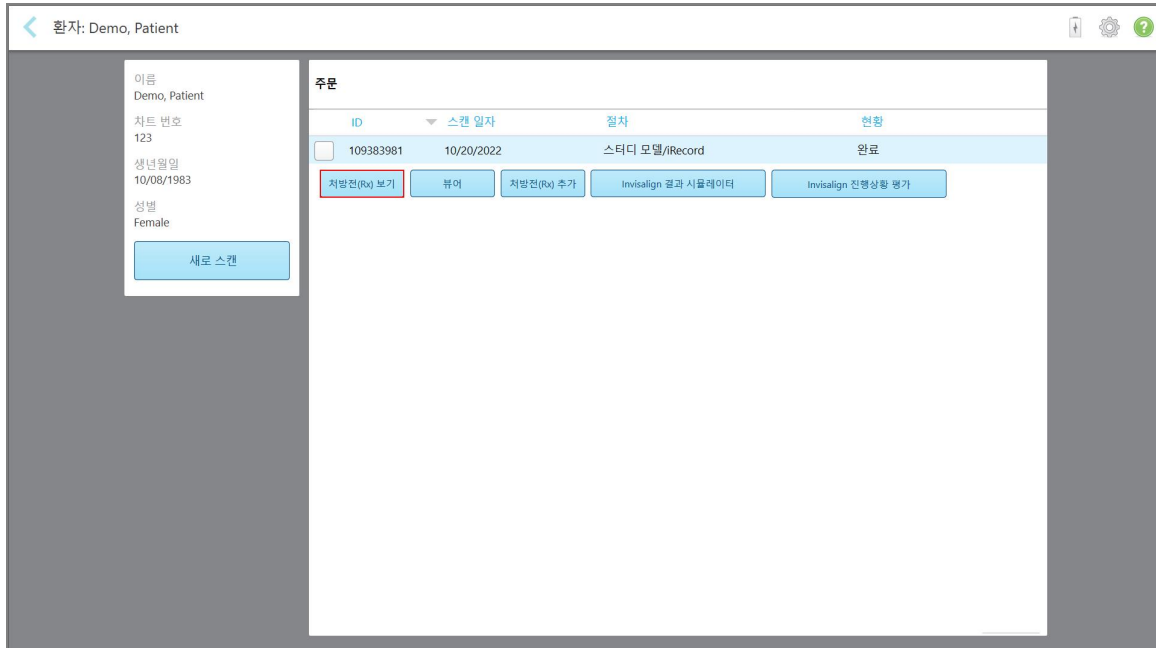 환자: Demo, Patient
이름
Demo, Patient
차트 번호
123
생년월일
10/08/1983
성별
Female
새로 스캔
주문
ID 스캔 일자 절차 현황
109383981 10/20/2022 스터디 모델/iRecord 완료
처방전(Rx) 보기 뷰어 처방전(Rx) 추가 Invisalign 결과 시뮬레이터 Invisalign 진행상황 평가